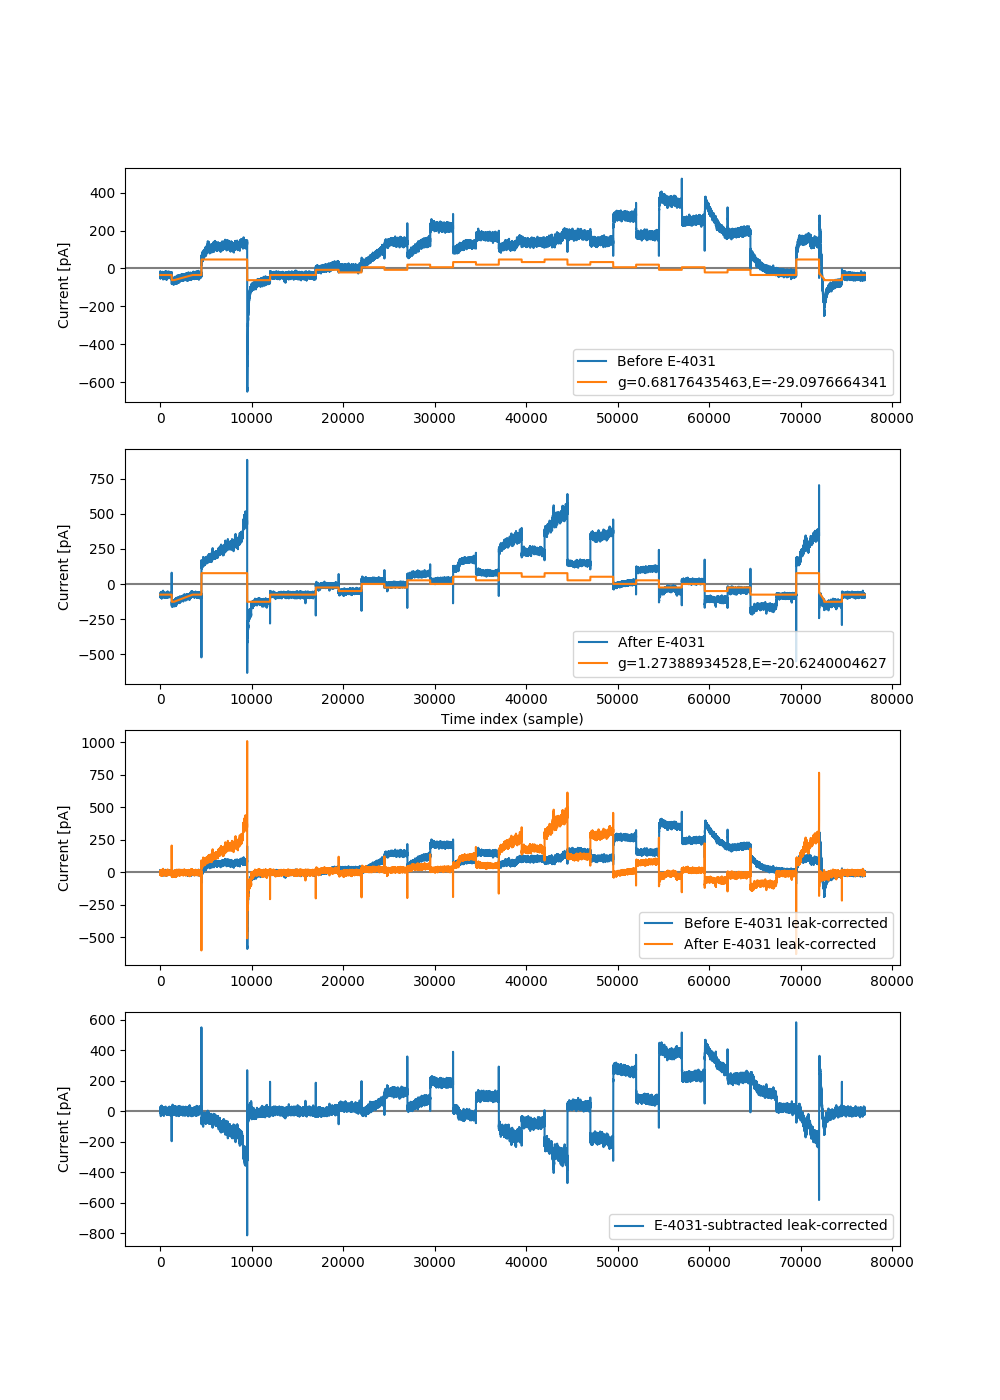 400
200
0
−200
−400
−600
Current [pA]
Before E-4031
g=0.68176435463,E=-29.0976664341
0 10000 20000 30000 40000 50000 60000 70000 80000
750
500
250
0
−250
−500
Current [pA]
After E-4031
g=1.27388934528,E=-20.6240004627
0 10000 20000 30000 40000 50000 60000 70000 80000
Time index (sample)
1000
750
500
250
0
−250
−500
Current [pA]
Before E-4031 leak-corrected
After E-4031 leak-corrected
0 10000 20000 30000 40000 50000 60000 70000 80000
600
400
200
0
−200
−400
−600
−800
Current [pA]
E-4031-subtracted leak-corrected
0 10000 20000 30000 40000 50000 60000 70000 80000